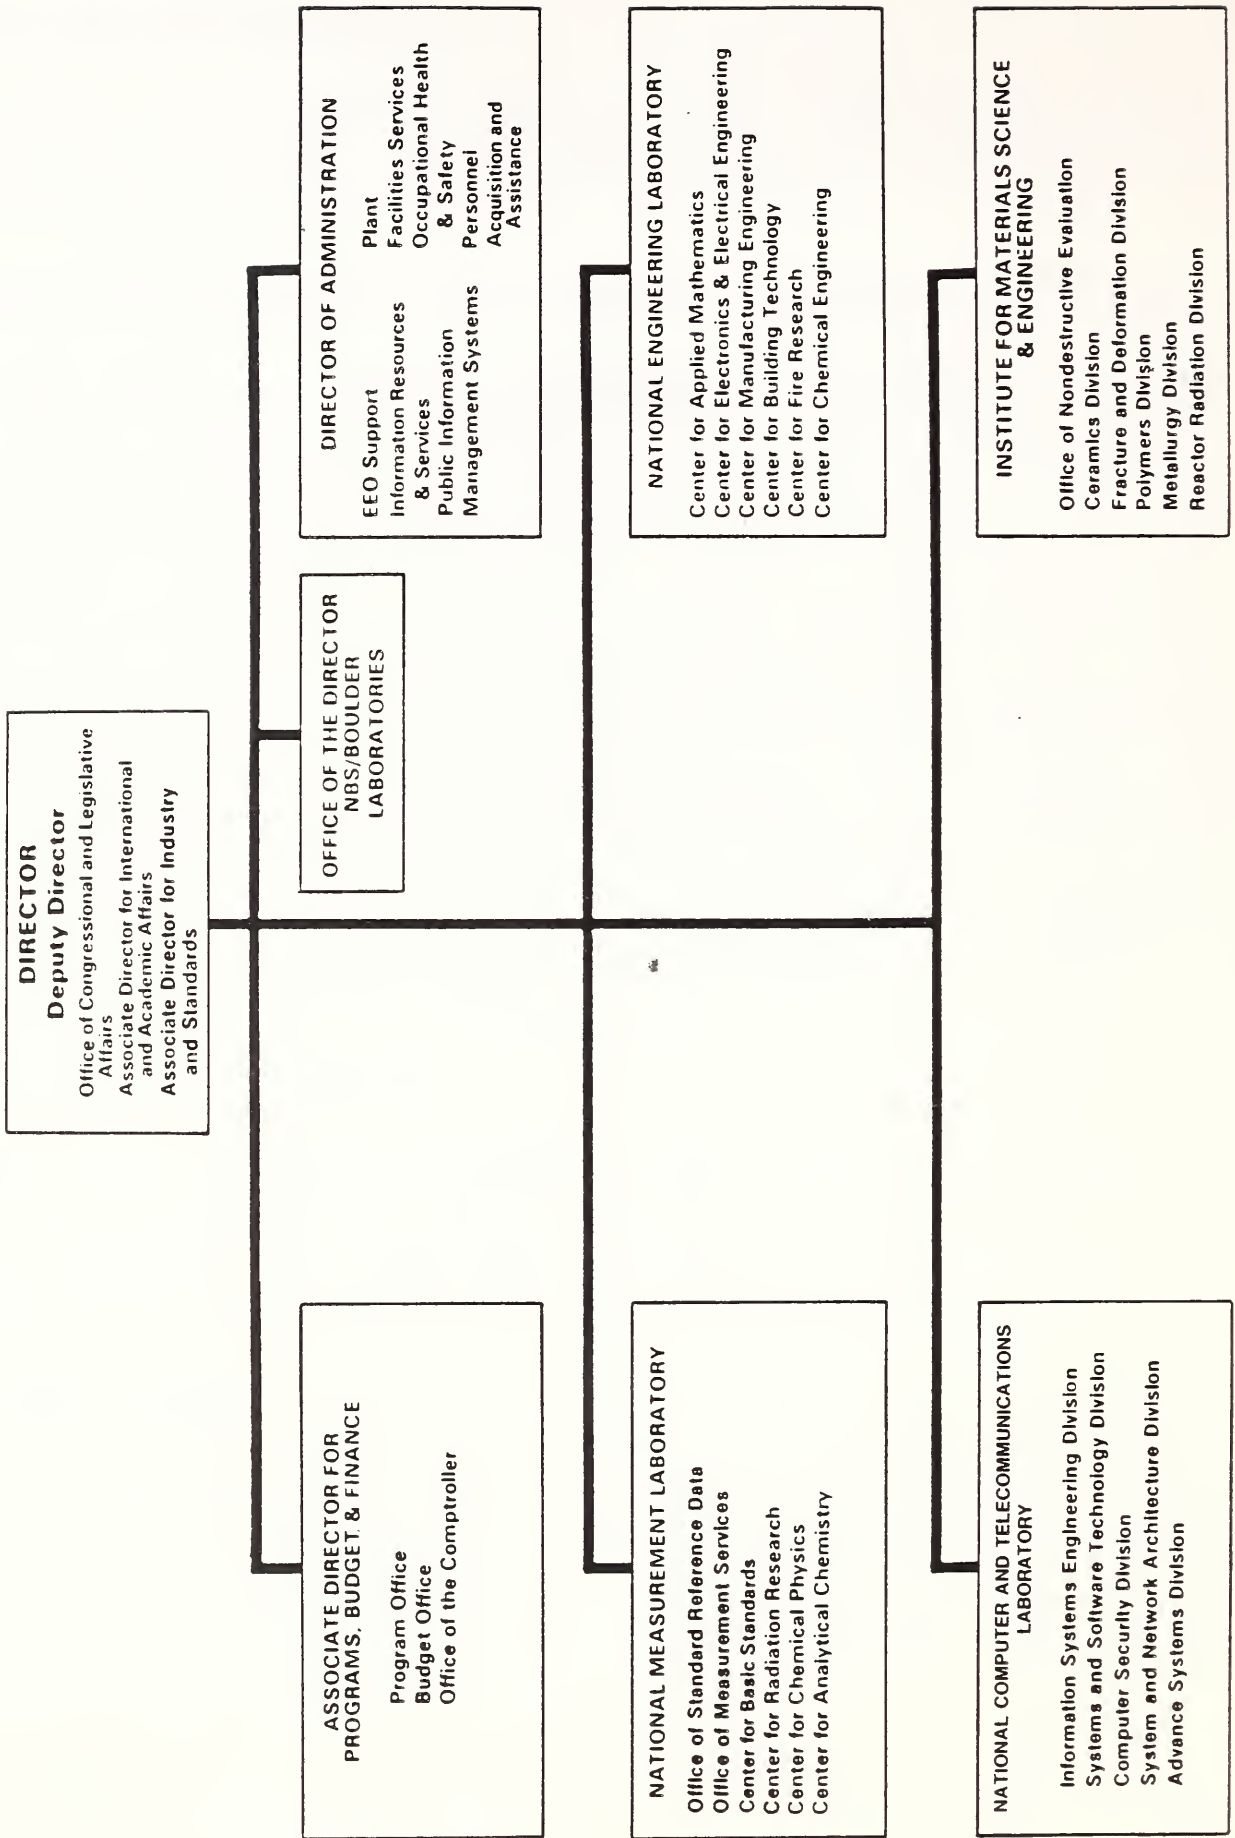 DIRECTOR
Deputy Director
Office of Congressional and Legislative
Affairs
Associate Director for International
and Academic Affairs
Associate Director for Industry
and Standards
ASSOCIATE DIRECTOR FOR
PROGRAMS, BUDGET, & FINANCE
Program Office
Budget Office
Office of the Comptroller
OFFICE OF THE DIRECTOR
NBS/BOULDER
LABORATORIES
DIRECTOR OF ADMINISTRATION
EEO Support
Information Resources
& Services
Public Information
Management Systems
Plant
Facilities Services
Occupational Health
& Safety
Personnel
Acquisition and
Assistance
NATIONAL MEASUREMENT LABORATORY
Office of Standard Reference Data
Office of Measurement Services
Center for Basic Standards
Center for Radiation Research
Center for Chemical Physics
Center for Analytical Chemistry
NATIONAL ENGINEERING LABORATORY
Center for Applied Mathematics
Center for Electronics & Electrical Engineering
Center for Manufacturing Engineering
Center for Building Technology
Center for Fire Research
Center for Chemical Engineering
NATIONAL COMPUTER AND TELECOMMUNICATIONS
LABORATORY
Information Systems Engineering Division
Systems and Software Technology Division
Computer Security Division
System and Network Architecture Division
Advance Systems Division
INSTITUTE FOR MATERIALS SCIENCE
& ENGINEERING
Office of Nondestructive Evaluation
Ceramics Division
Fracture and Deformation Division
Polymers Division
Metallurgy Division
Reactor Radiation Division